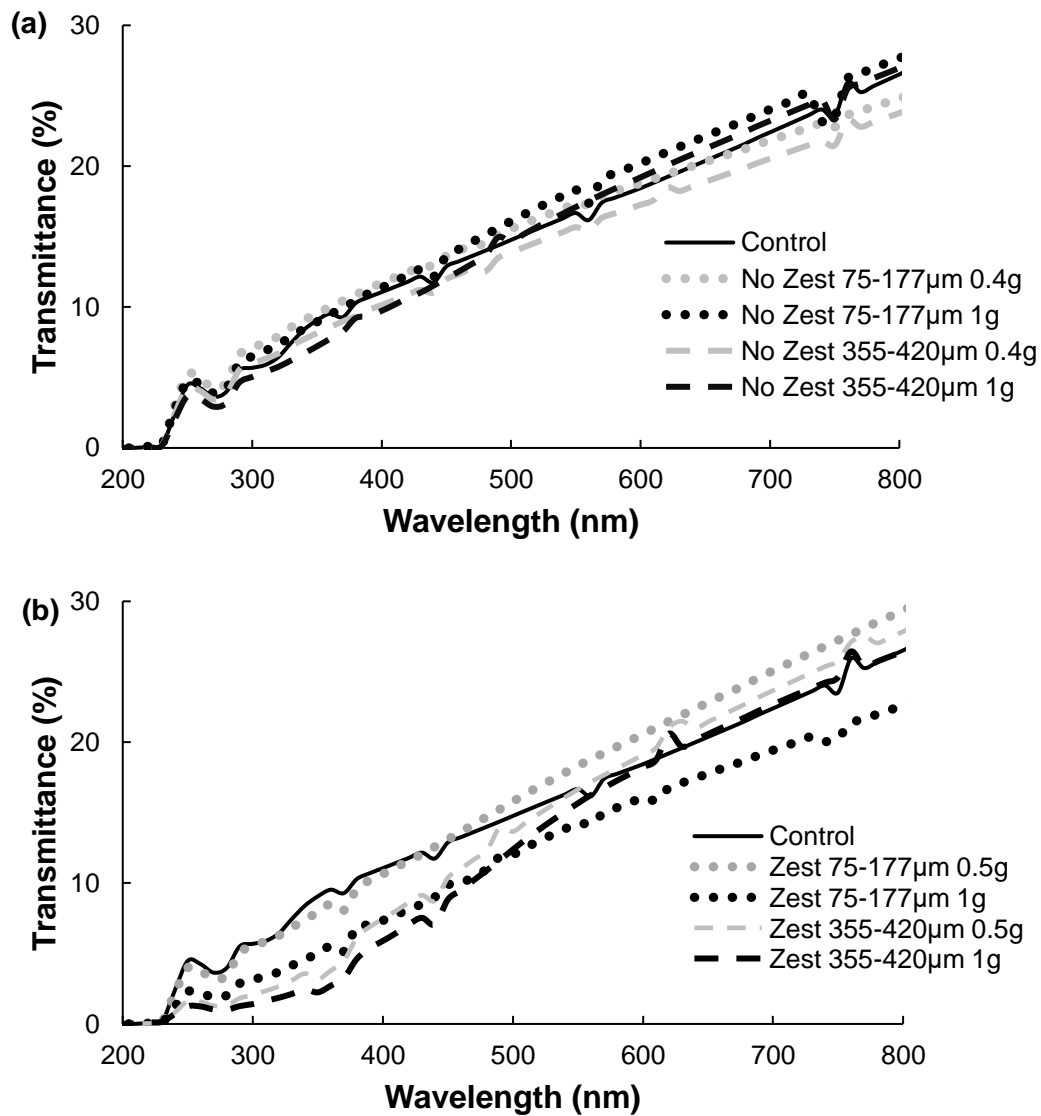 (a)
30
20
10
0
Transmittance (%)
Control
No Zest 75-177µm 0.4g
No Zest 75-177µm 1g
No Zest 355-420µm 0.4g
No Zest 355-420µm 1g
200 300 400 500 600 700 800
Wavelength (nm)
(b)
30
20
10
0
Transmittance (%)
Control
Zest 75-177µm 0.5g
Zest 75-177µm 1g
Zest 355-420µm 0.5g
Zest 355-420µm 1g
200 300 400 500 600 700 800
Wavelength (nm)